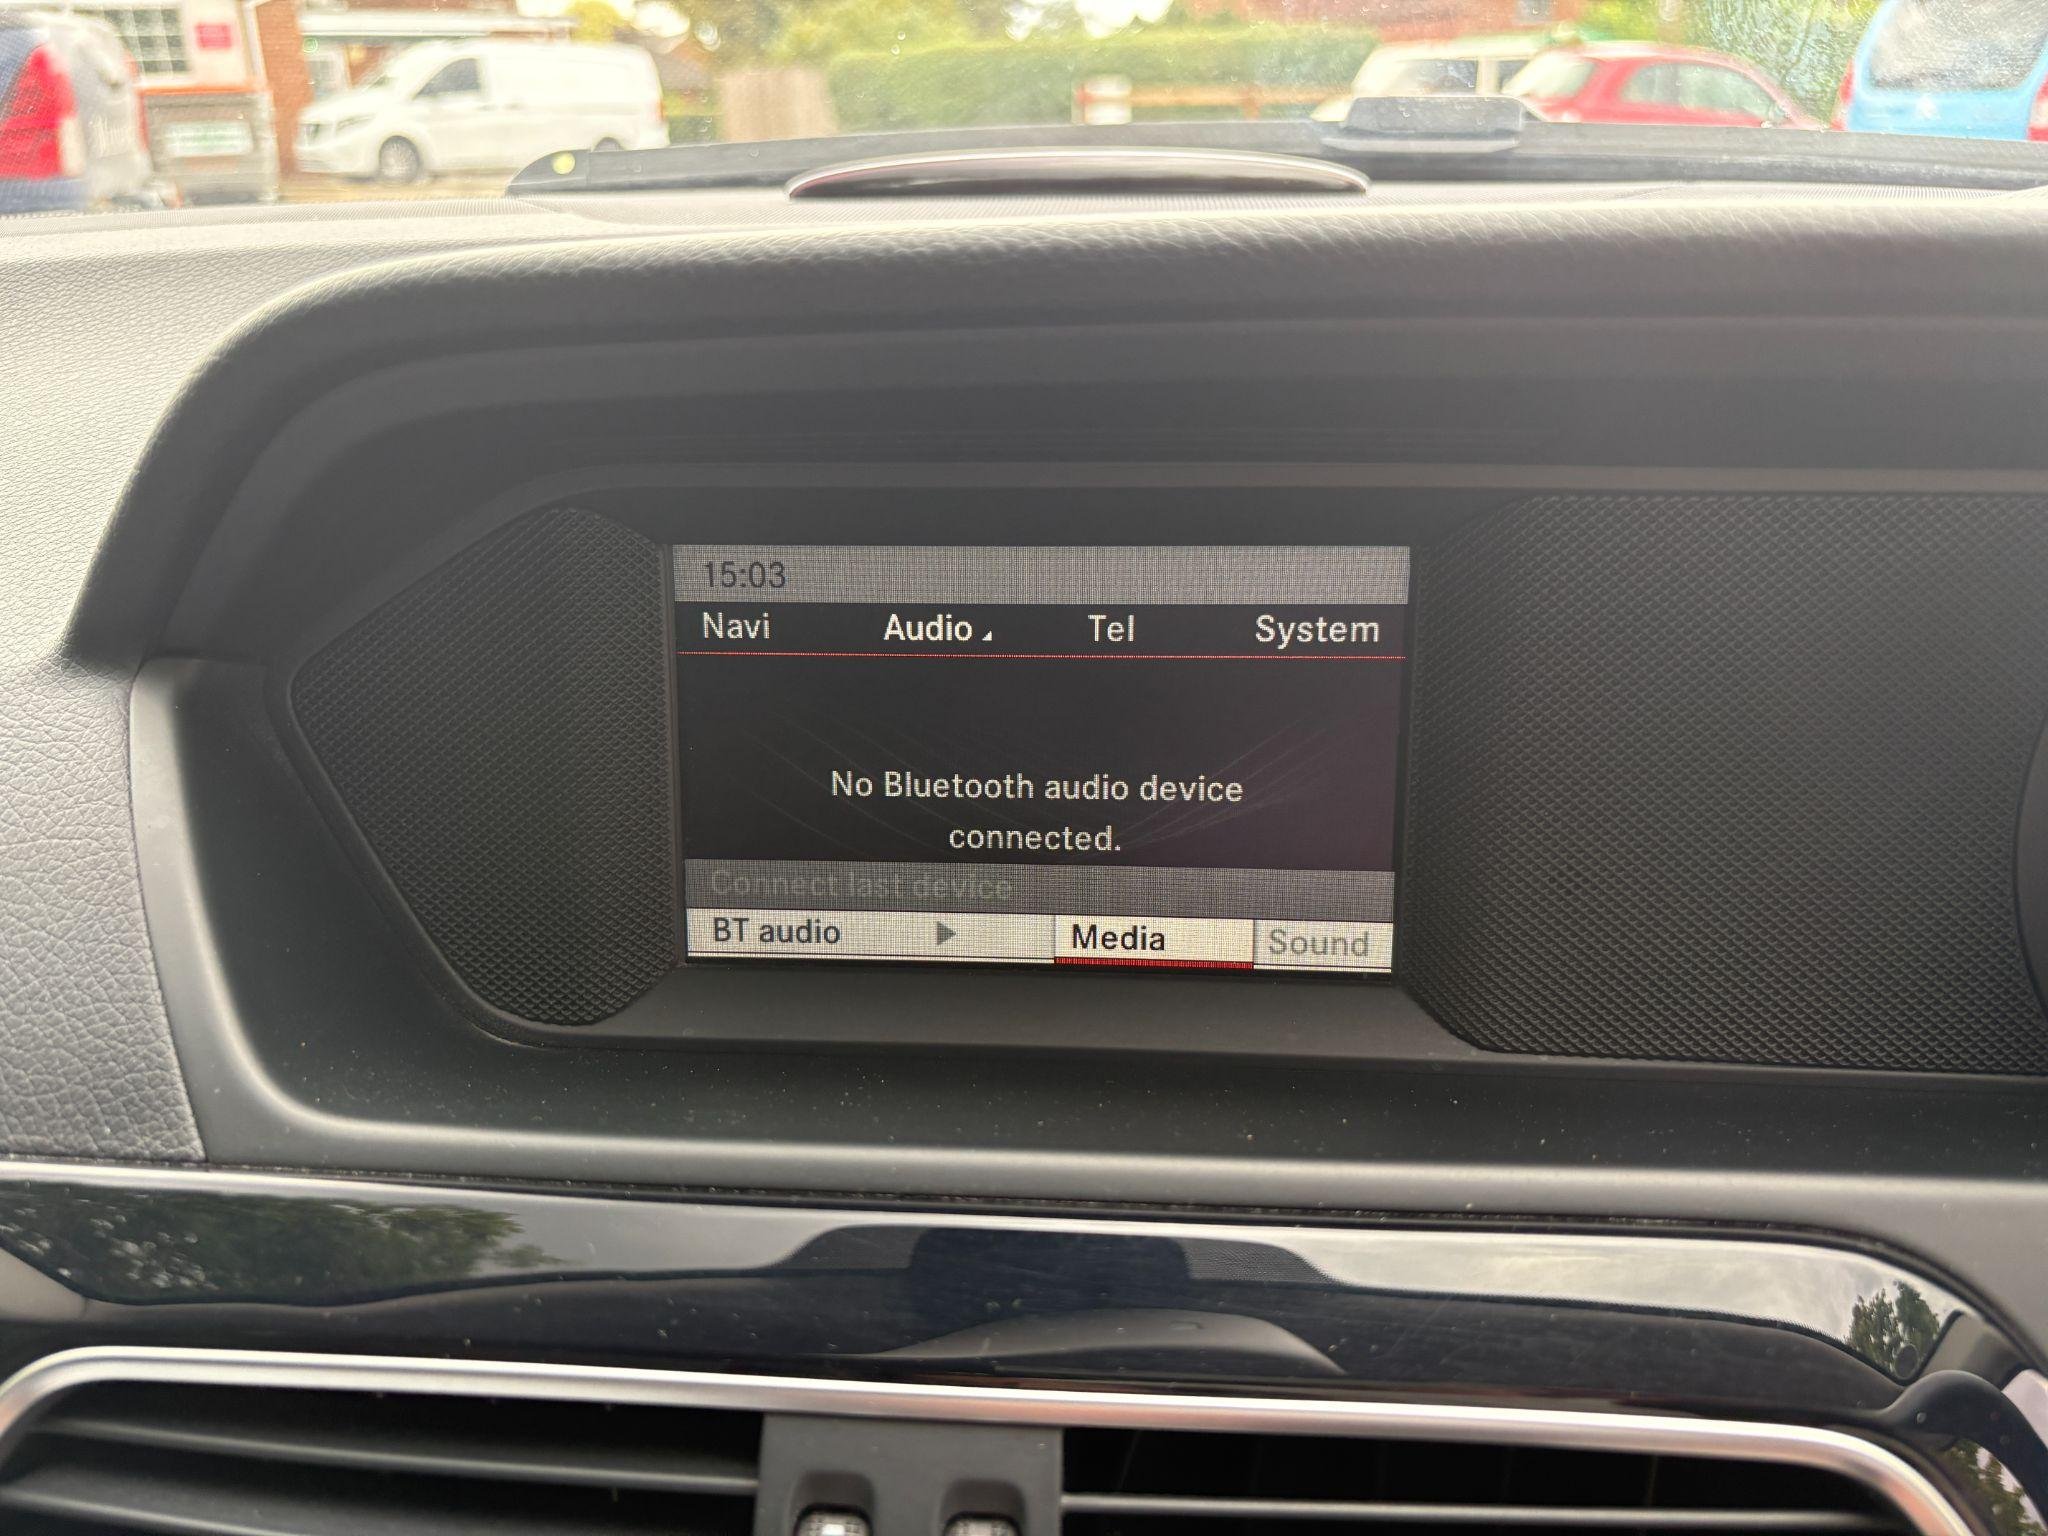 15:03
Navi Audio Tel System
No Bluetooth audio device
connected.
Connect last device
BT audio Media Sound